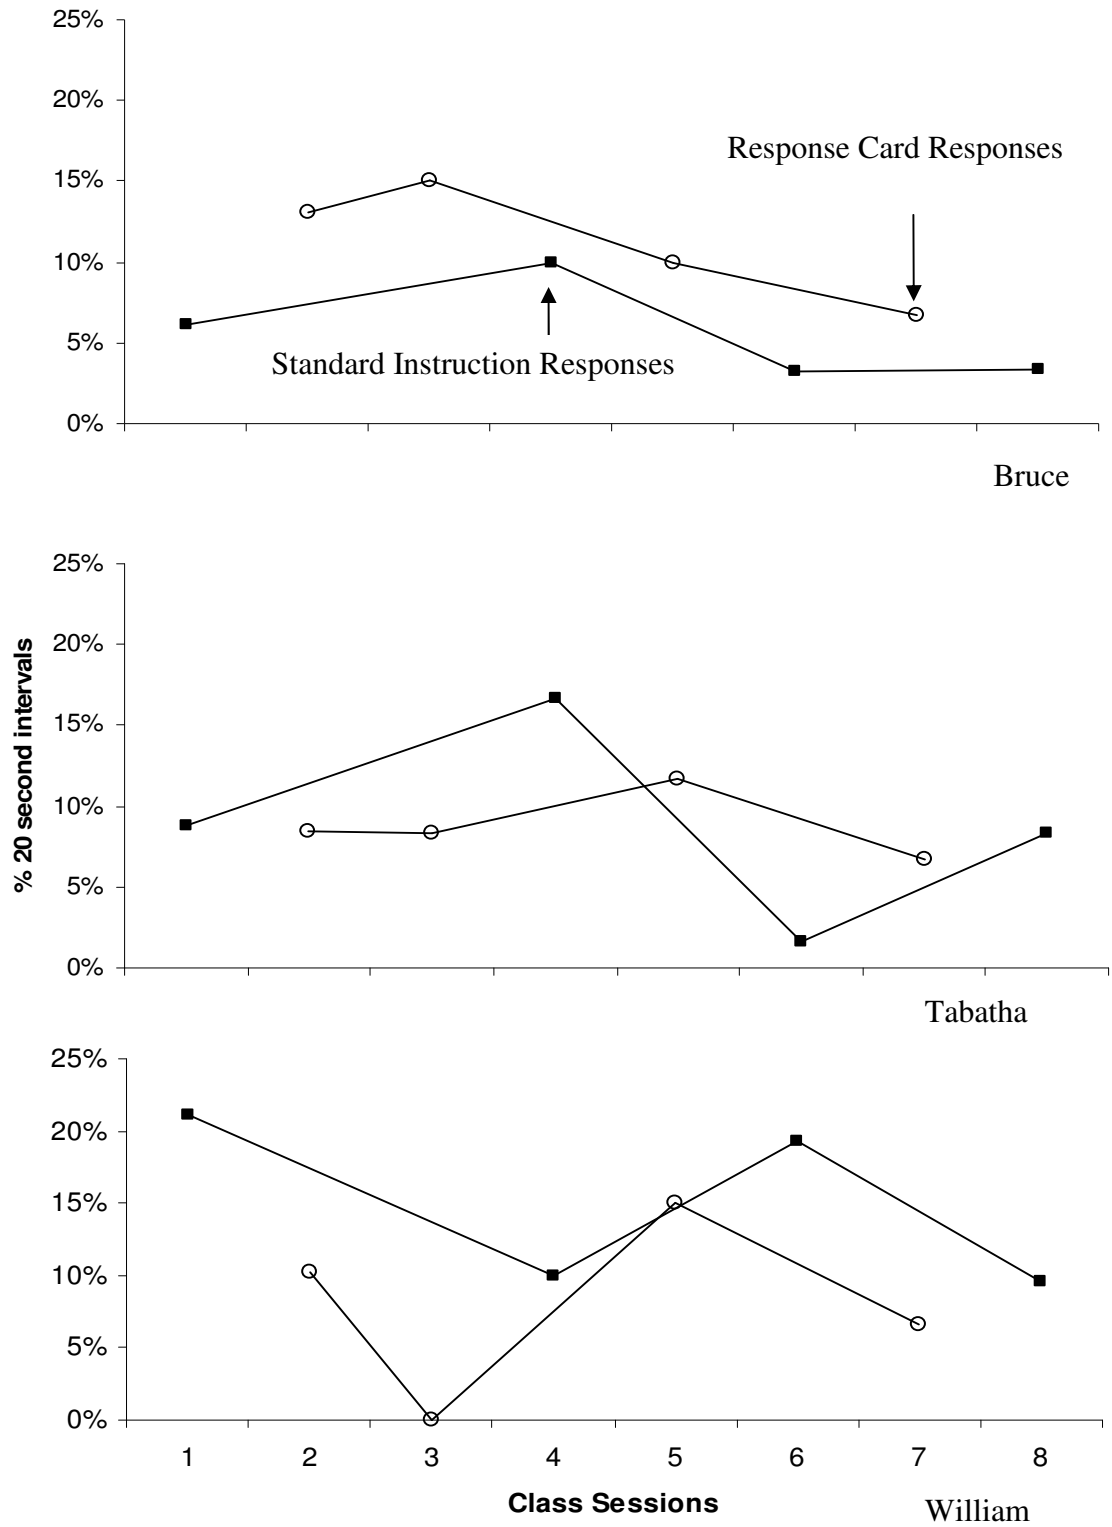 25%
20%
Response Card Responses
15%
10%
5%
Standard Instruction Responses
0%
Bruce
25%
20%
15%
10%
5%
0%
% 20 second intervals
Tabatha
25%
20%
15%
10%
5%
0%
1 2 3 4 5 6 7 8
Class Sessions
William